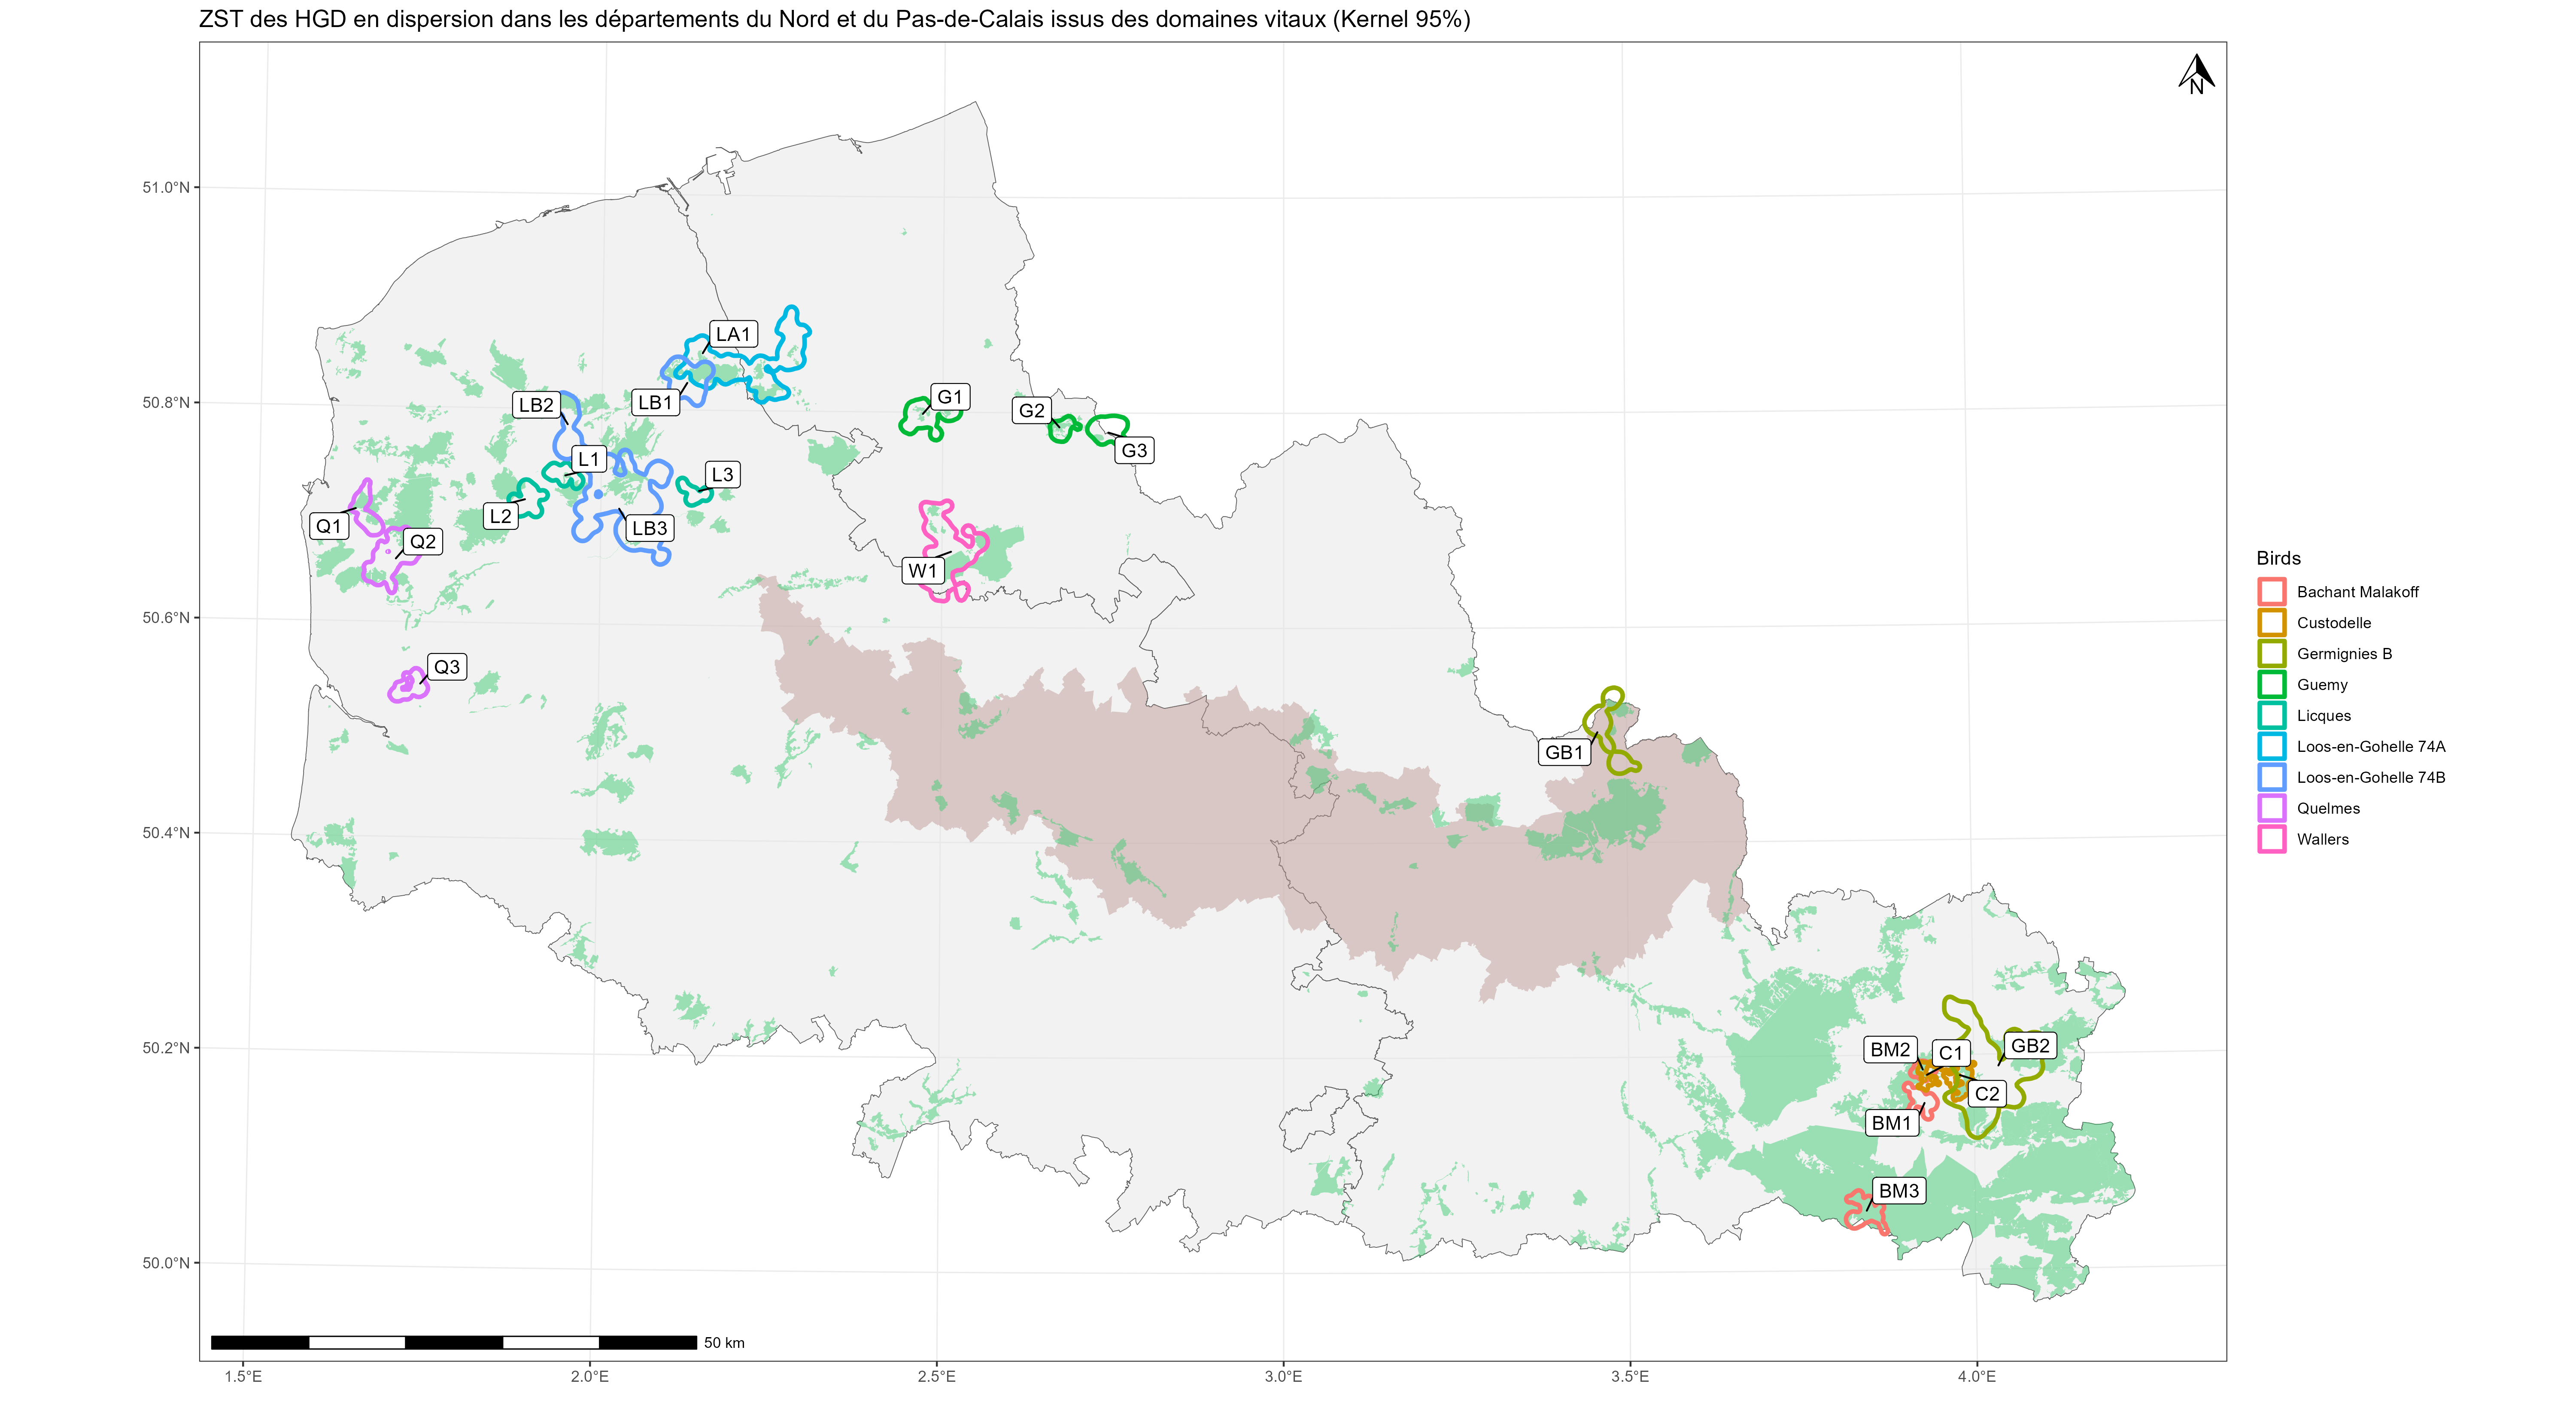 ZST des HGD en dispersion dans les départements du Nord et du Pas-de-Calais issus des domaines vitaux (Kernel 95%)
N
51.0°N
50.8°N
50.6°N
50.4°N
50.2°N
50.0°N
LA1
LB2
LB1
G1
G2
G3
L1
L3
L2
Q1
LB3
Q2
W1
Q3
GB1
BM2
C1
GB2
C2
BM1
BM3
50 km
1.5°E
2.0°E
2.5°E
3.0°E
3.5°E
4.0°E
Birds
Bachant Malakoff
Custodelle
Germignies B
Guemy
Licques
Loos-en-Gohelle 74A
Loos-en-Gohelle 74B
Quelmes
Wallers